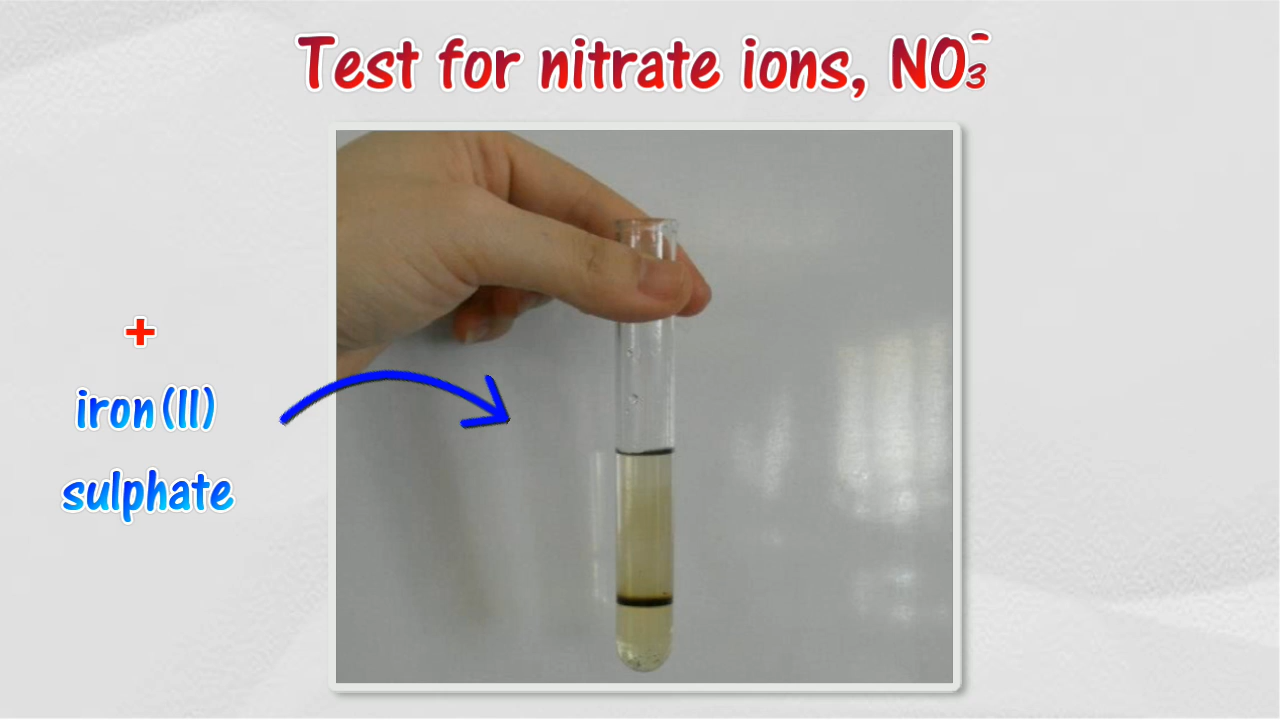 Test for nitrate ions, NO₃⁻
+
iron(II)
sulphate